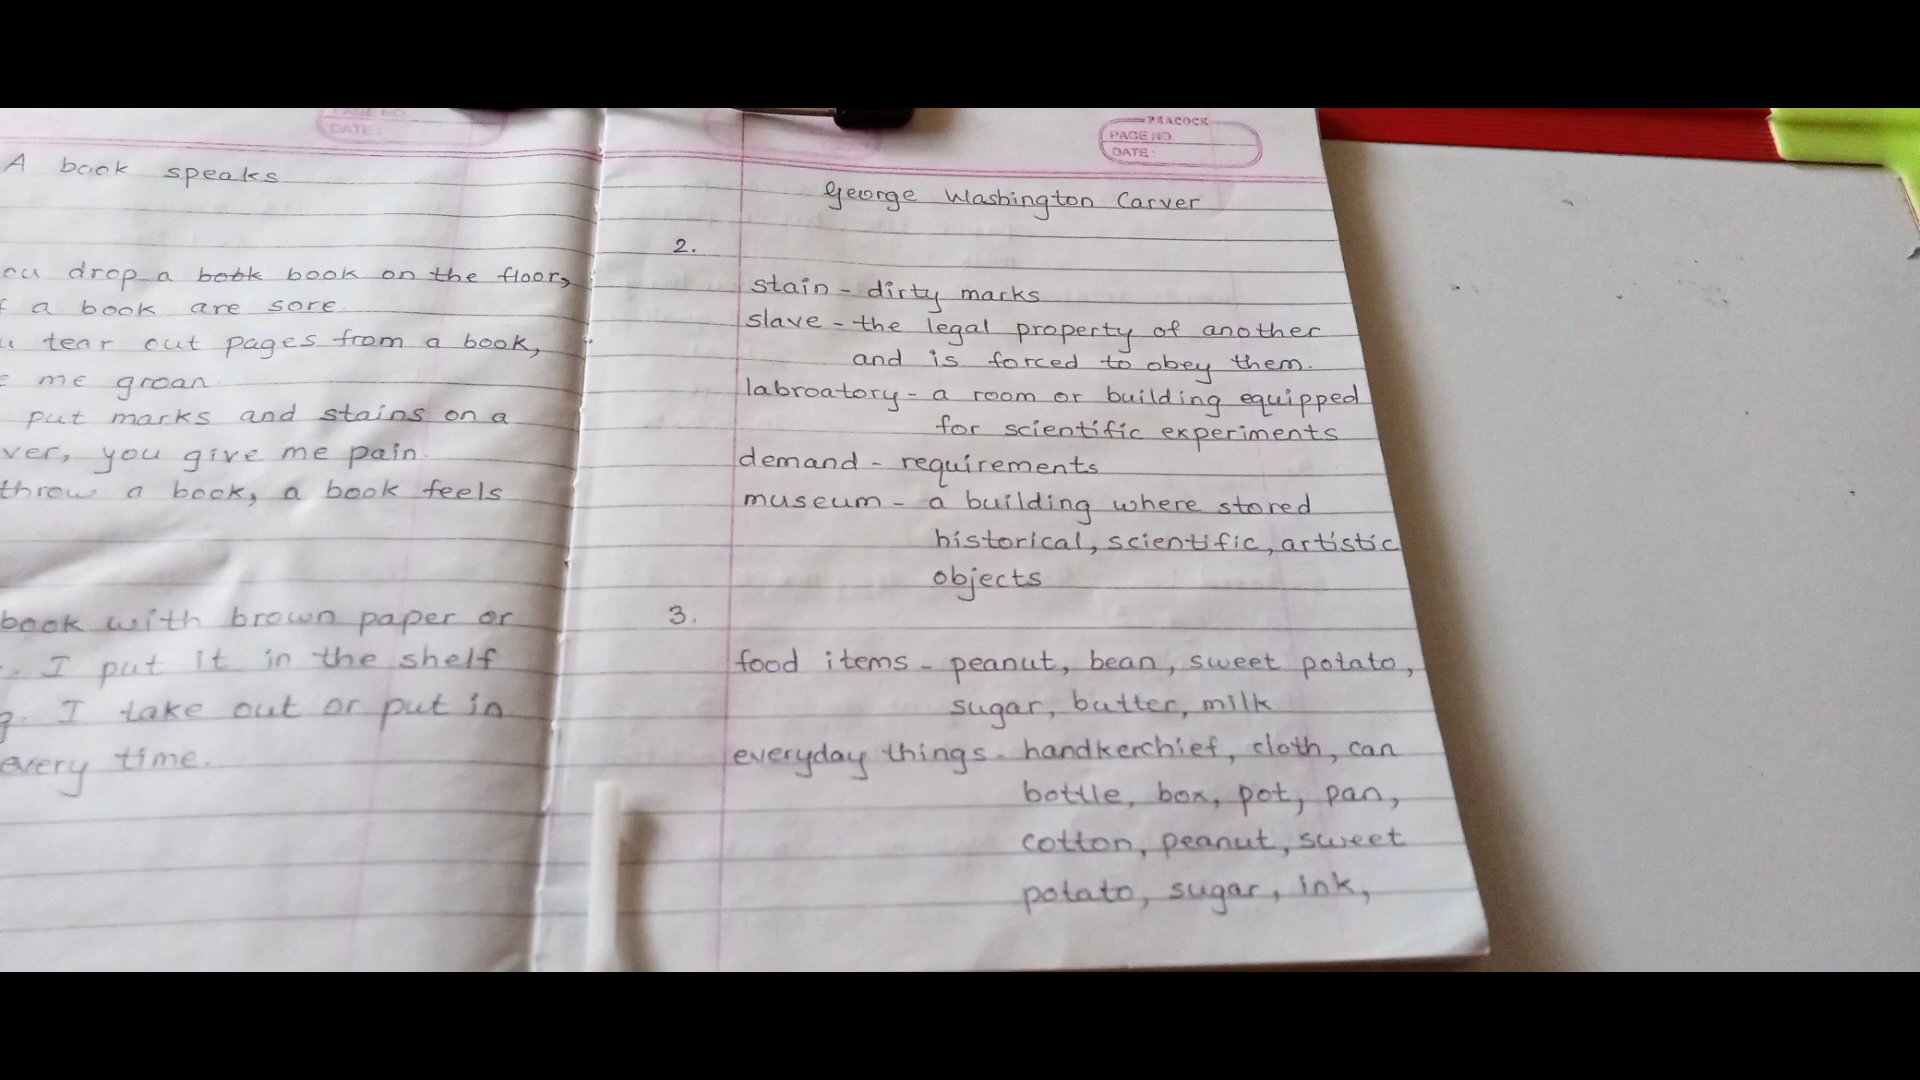 PAGE NO.
DATE:
A book speaks
drop a book book on the floor,
a book are sore.
tear out pages from a book,
me groan
put marks and stains on a
you give me pain.
throw a book, a book feels
book with brown paper or
I put it in the shelf
I take out or put in
every time.
PEACOCK
PAGE NO.
DATE:
George Washington Carver
2.
stain - dirty marks
slave - the legal property of another
and is forced to obey them.
labroatory - a room or building equipped
for scientific experiments
demand - requirements
museum - a building where stored
historical, scientific, artistic
objects
3.
food items - peanut, bean, sweet potato,
sugar, butter, milk
everyday things - handkerchief, cloth, can
bottle, box, pot, pan,
cotton, peanut, sweet
potato, sugar, ink,